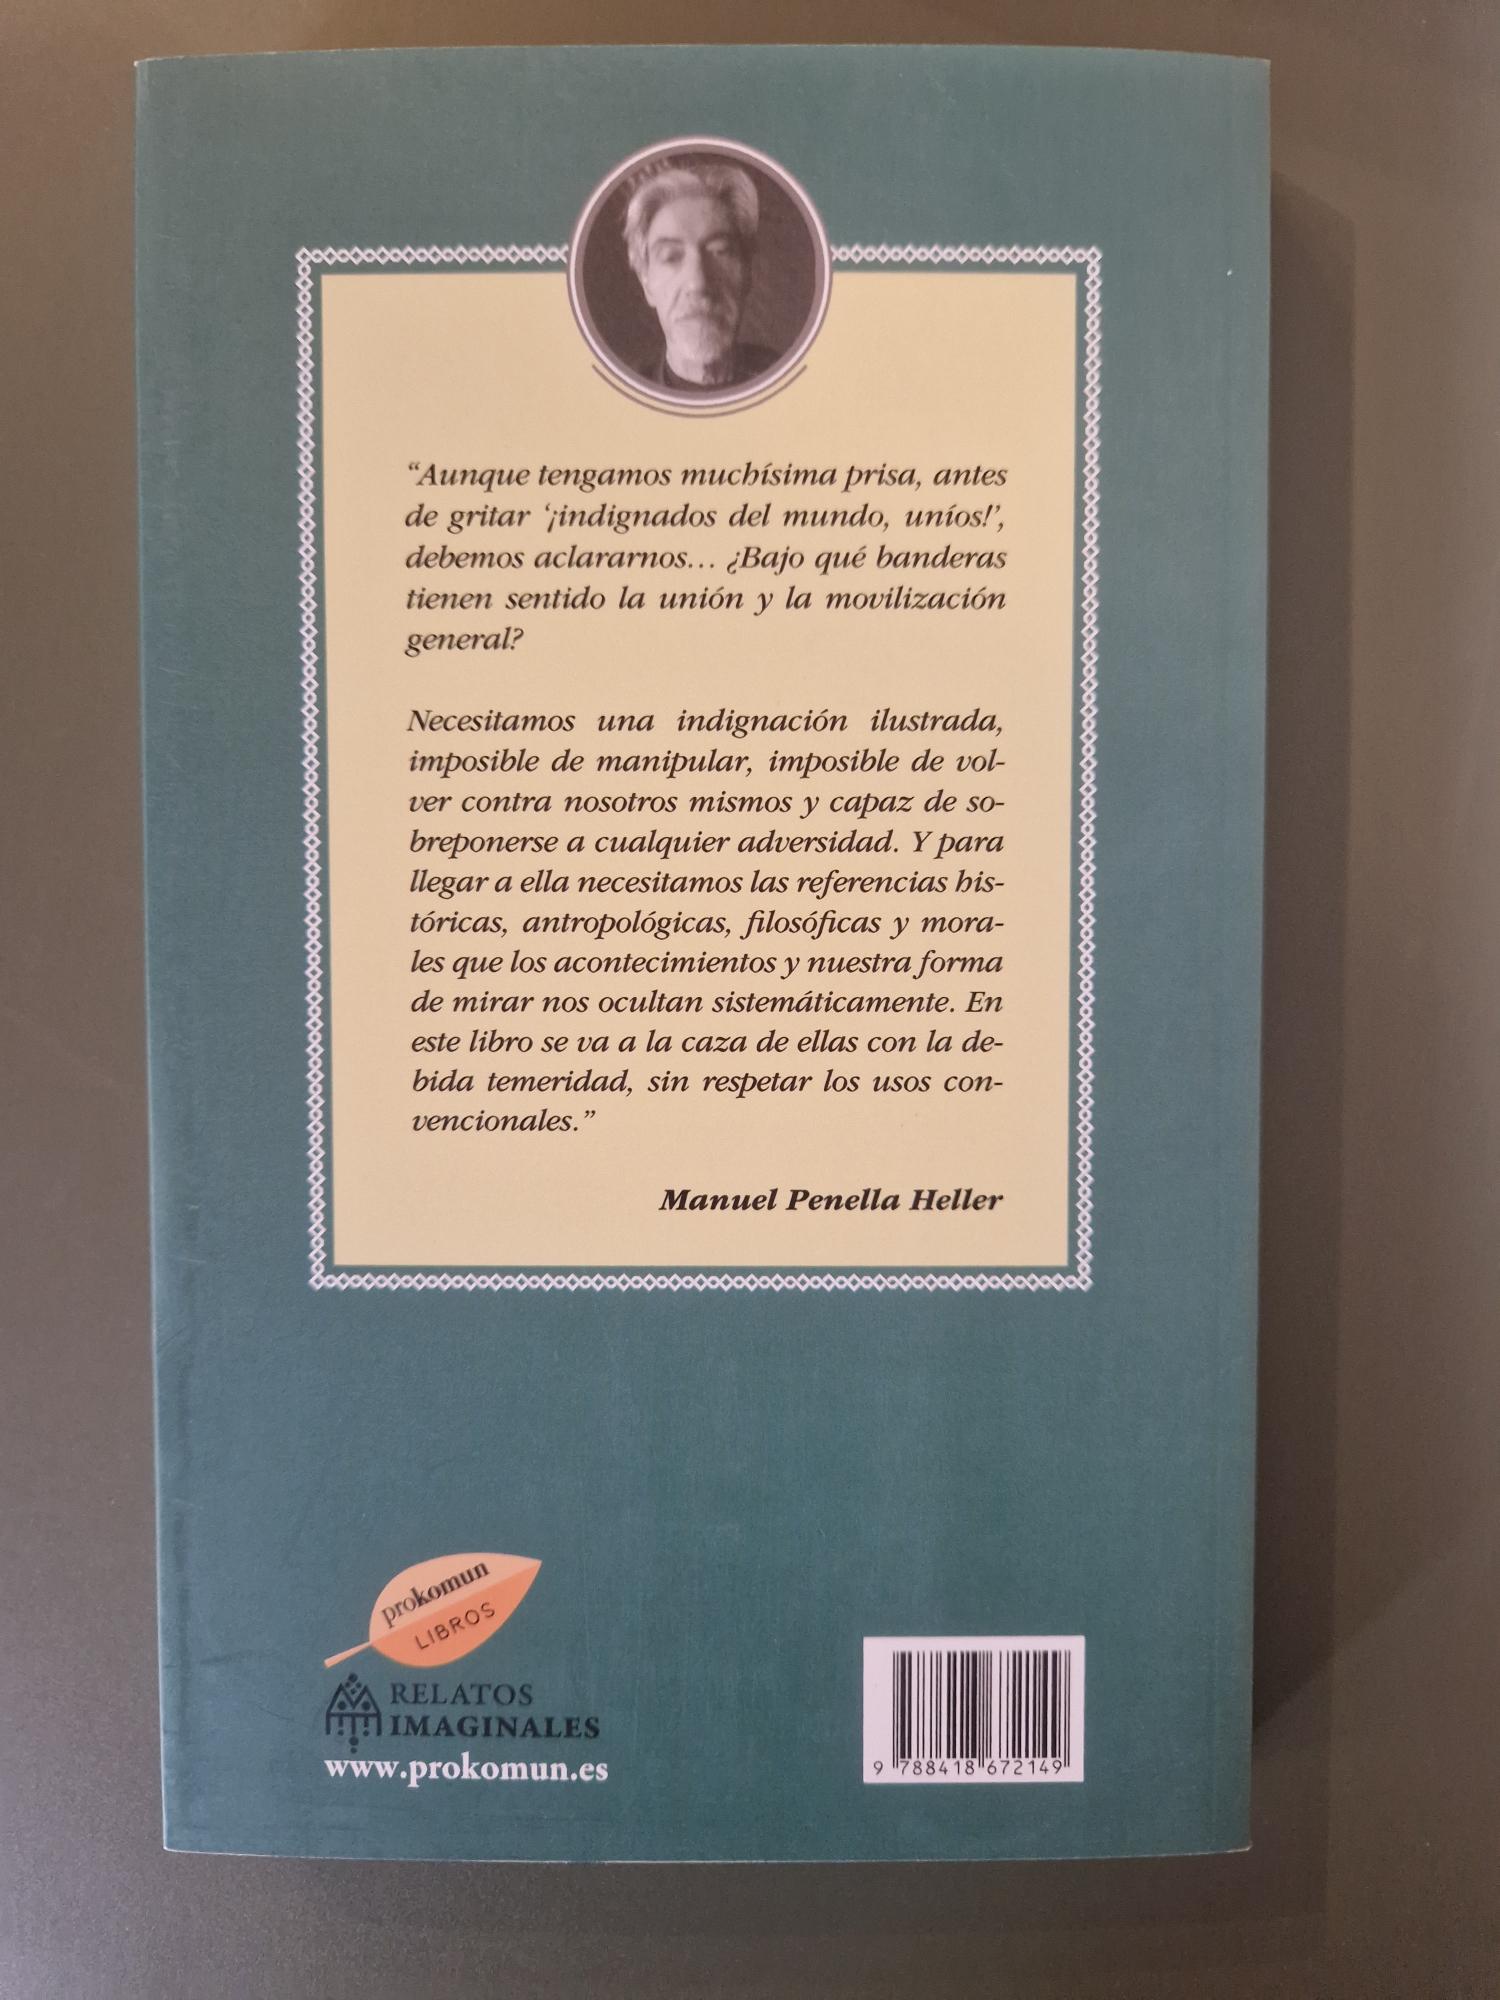 “Aunque tengamos muchísima prisa, antes
de gritar ‘¡indignados del mundo, uníos!’,
debemos aclararnos… ¿Bajo qué banderas
tienen sentido la unión y la movilización
general?
Necesitamos una indignación ilustrada,
imposible de manipular, imposible de vol-
ver contra nosotros mismos y capaz de so-
breponerse a cualquier adversidad. Y para
llegar a ella necesitamos las referencias his-
tóricas, antropológicas, filosóficas y mora-
les que los acontecimientos y nuestra forma
de mirar nos ocultan sistemáticamente. En
este libro se va a la caza de ellas con la de-
bida temeridad, sin respetar los usos con-
vencionales.”
Manuel Penella Heller
prokomun
LIBROS
RELATOS
IMAGINALES
www.prokomun.es
9 788418 672149